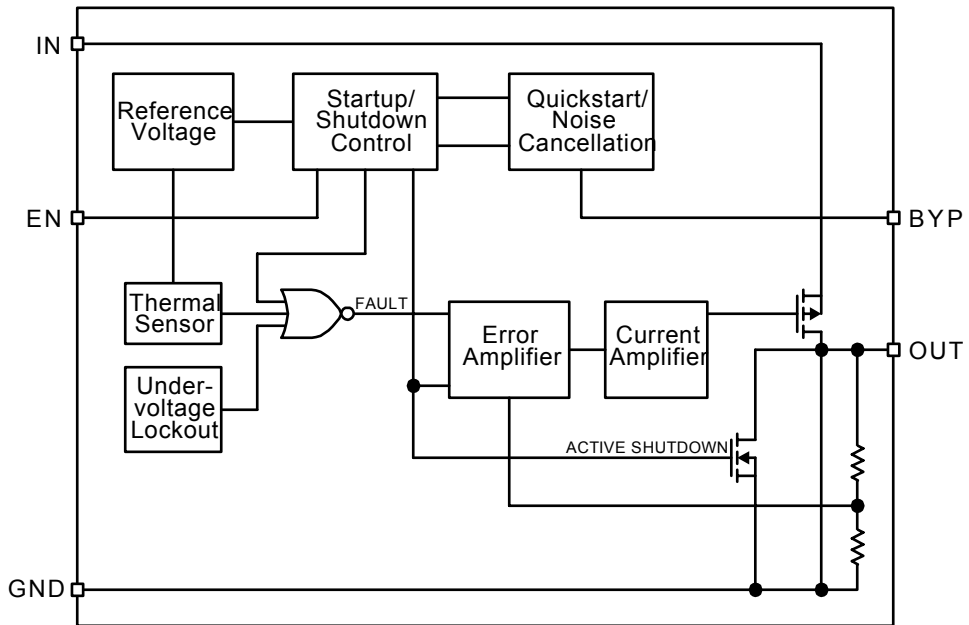 IN
Reference
Voltage
Startup/
Shutdown
Control
Quickstart/
Noise
Cancellation
EN
BYP
Thermal
Sensor
FAULT
Error
Amplifier
Current
Amplifier
OUT
Under-
voltage
Lockout
ACTIVE SHUTDOWN
GND